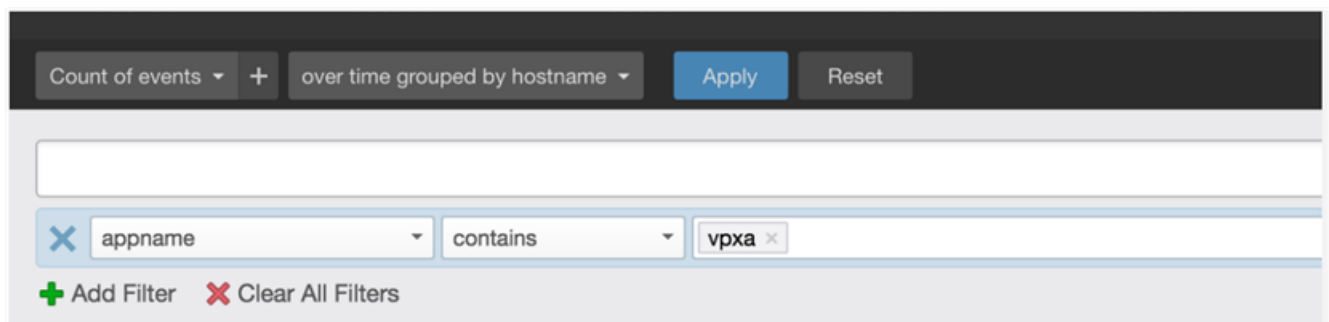 Count of events + over time grouped by hostname Apply Reset
appname contains vpxa ×
Add Filter Clear All Filters